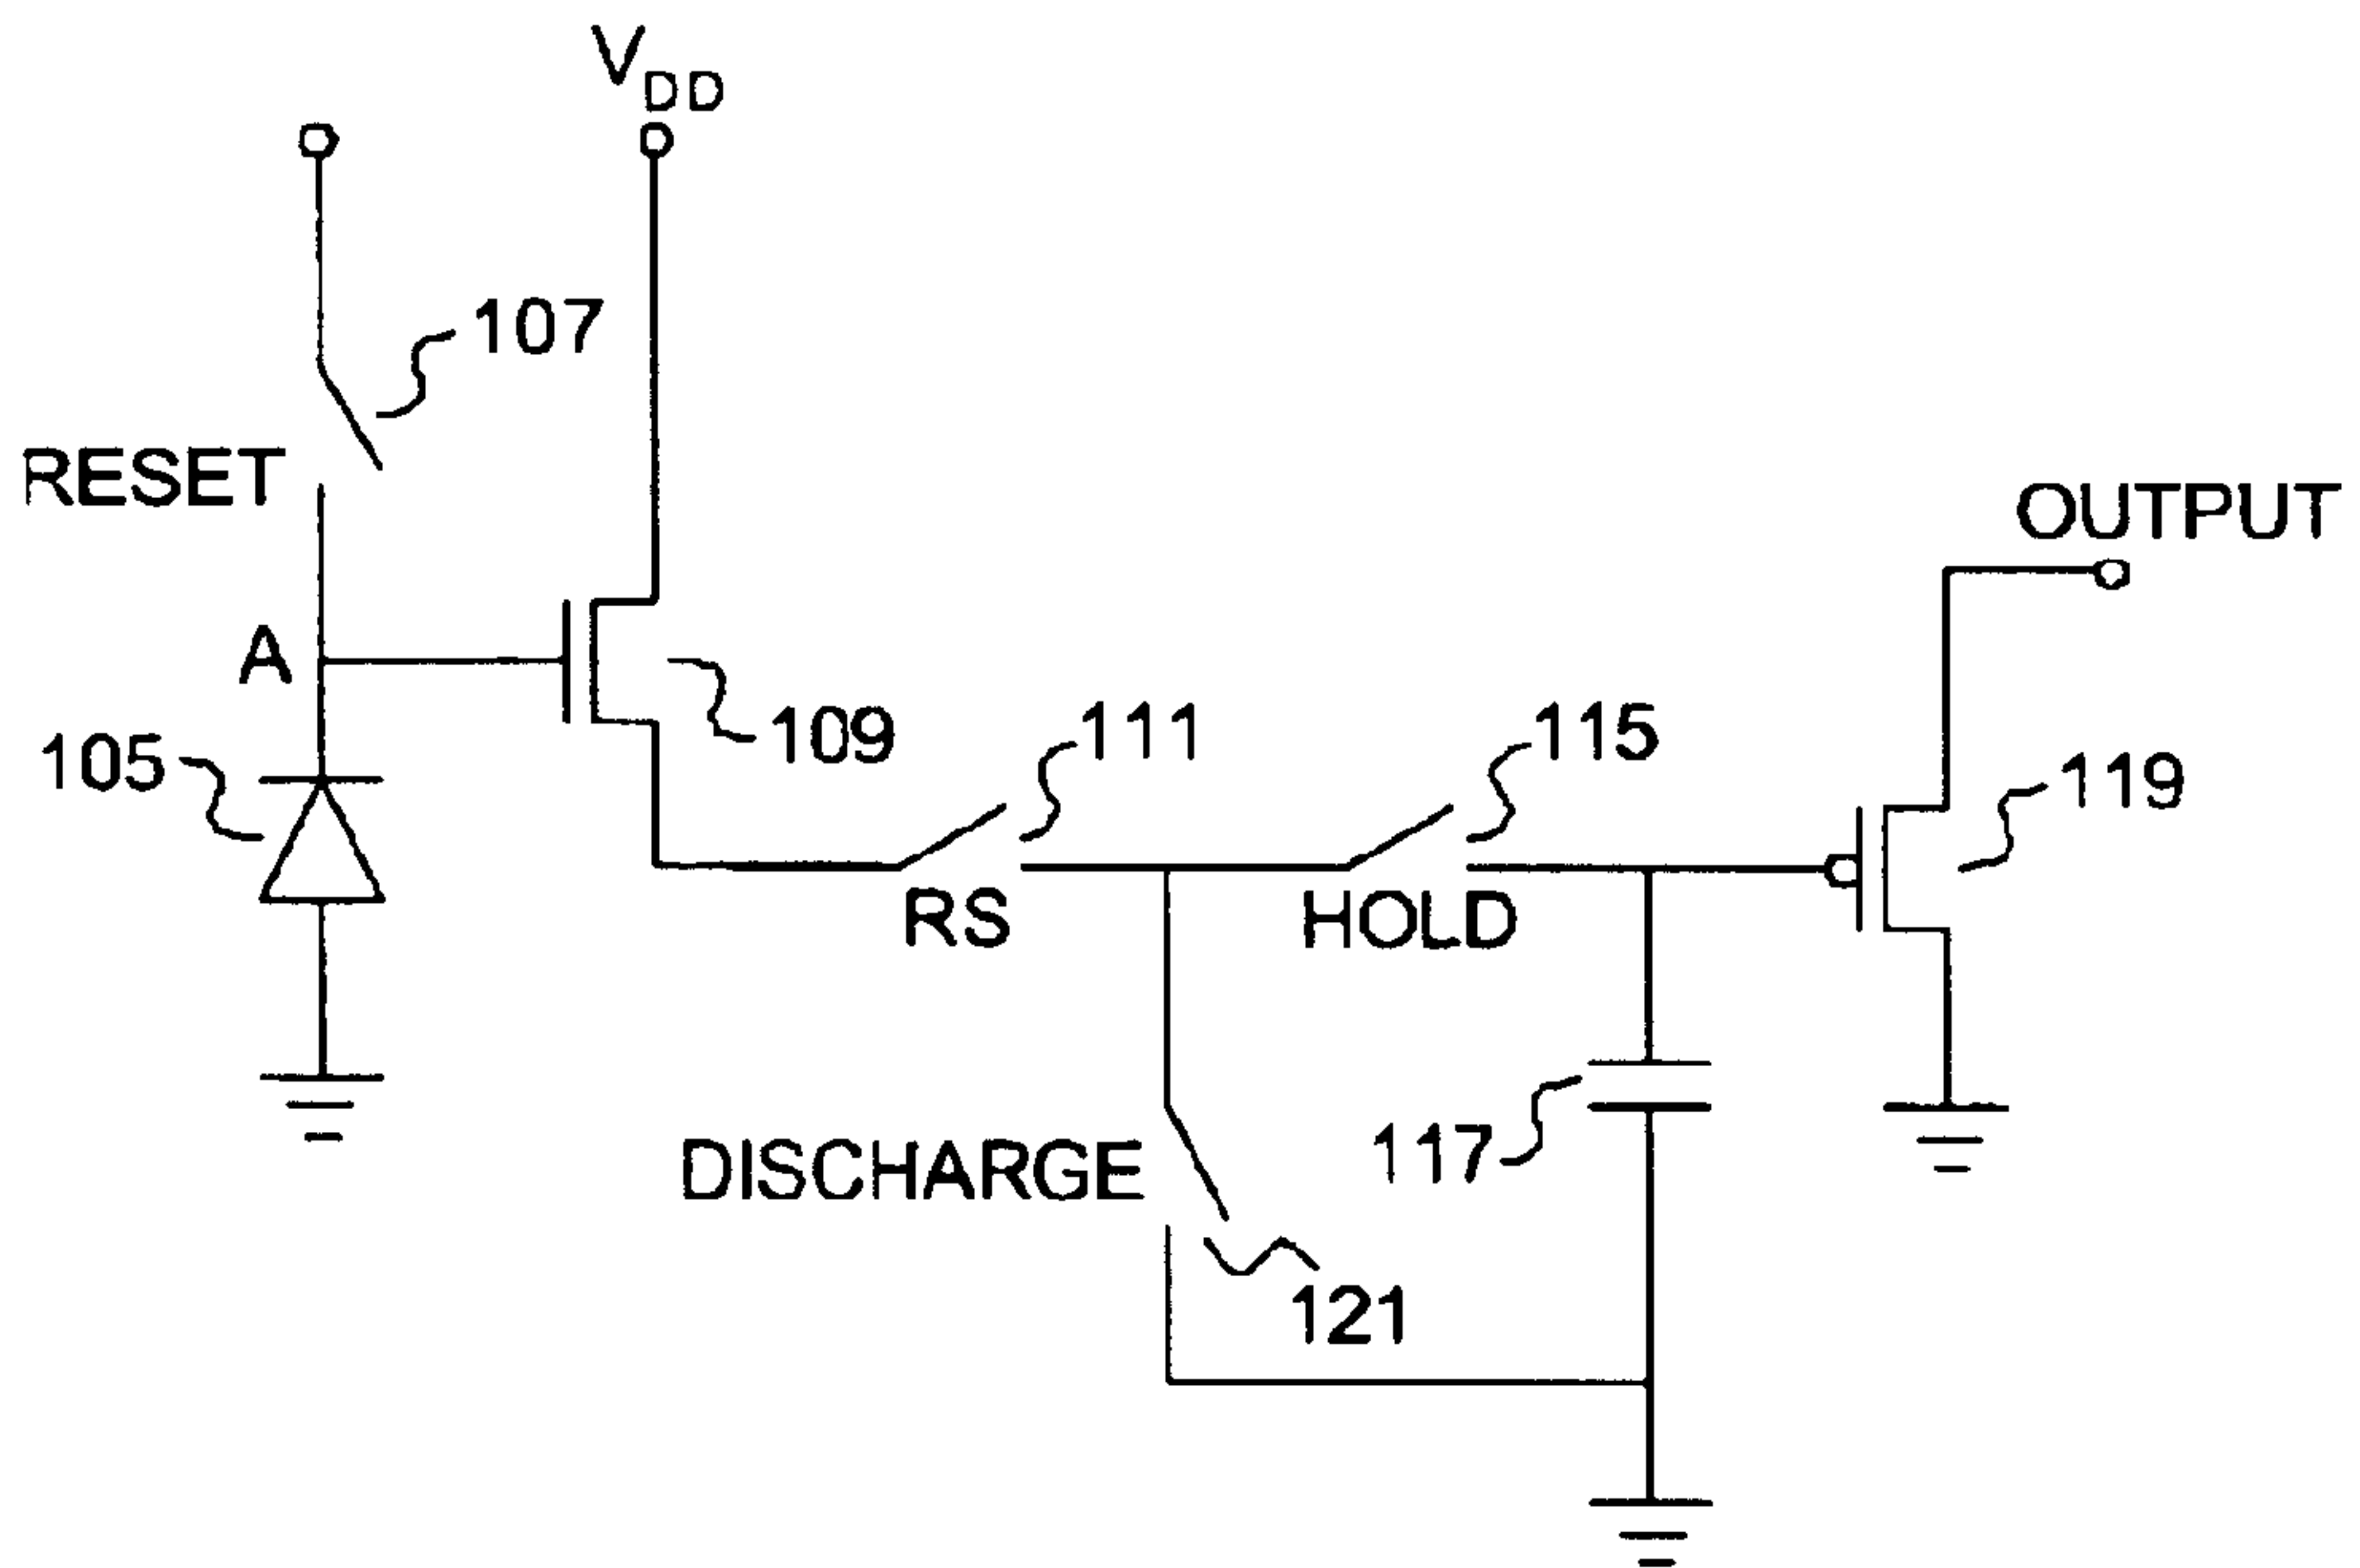 VDD
107
RESET
OUTPUT
A
109
111
115
105
119
RS
HOLD
DISCHARGE
117
121